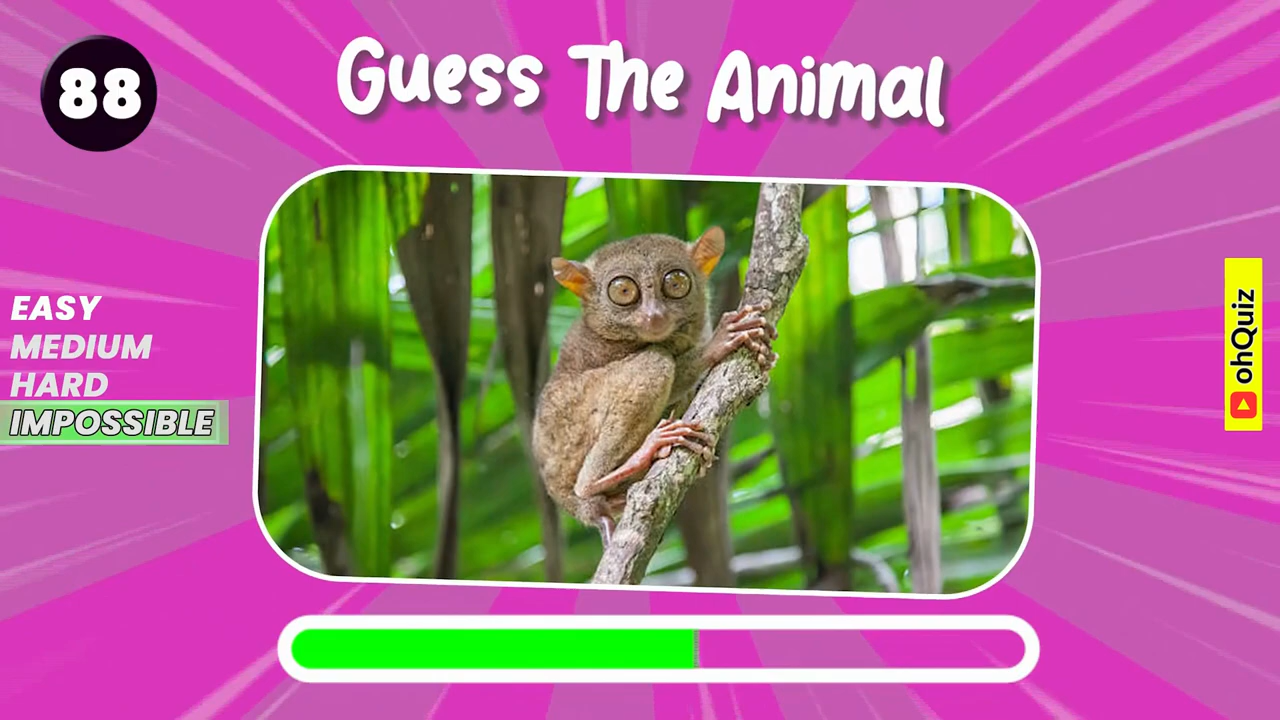 88
Guess The Animal
EASY
MEDIUM
HARD
IMPOSSIBLE
ohQuiz